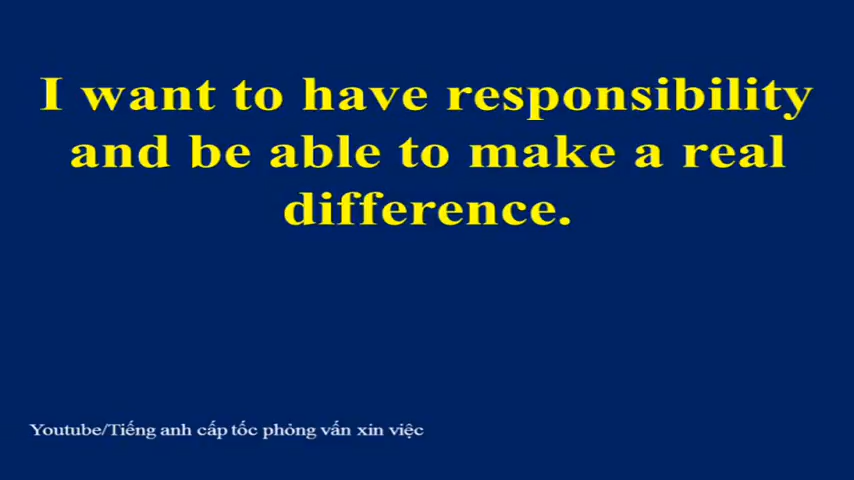 I want to have responsibility
and be able to make a real
difference.
Youtube/Tiếng anh cấp tốc phỏng vấn xin việc